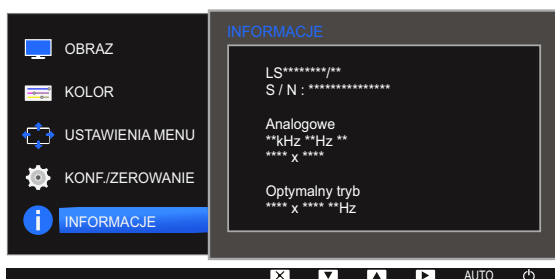 OBRAZ
KOLOR
USTAWIENIA MENU
KONF./ZEROWANIE
INFORMACJE
INFORMACJE
LS********/**
S / N : ***************
Analogowe
**kHz **Hz **
**** x ****
Optymalny tryb
**** x **** **Hz
AUTO